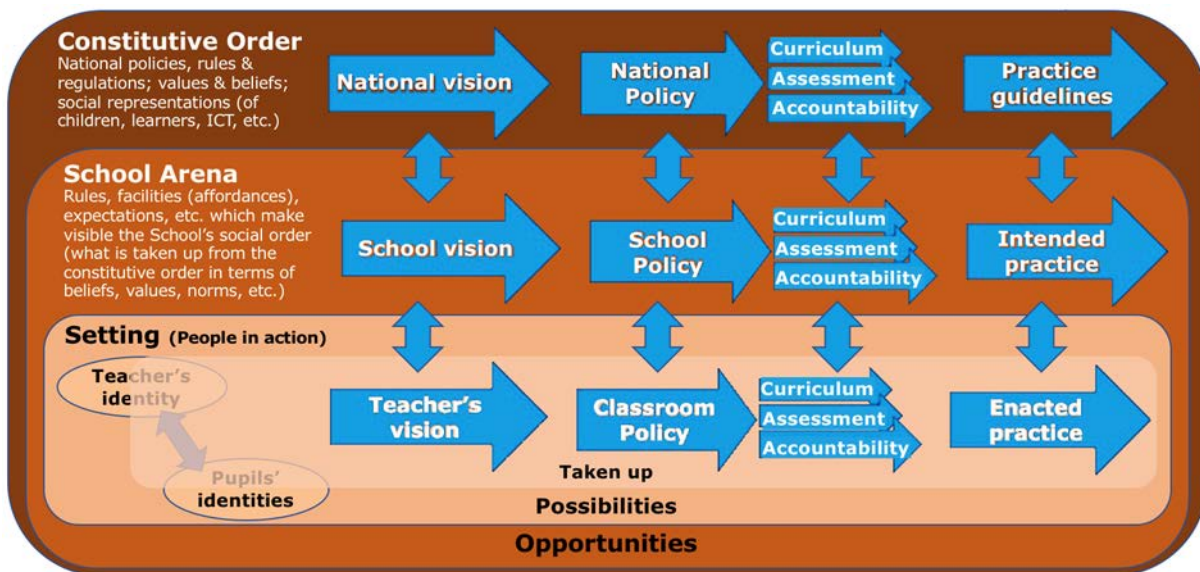 Constitutive Order
National policies, rules &
regulations; values & beliefs;
social representations (of
children, learners, ICT, etc.)
National vision
National
Policy
Curriculum
Assessment
Accountability
Practice
guidelines
School Arena
Rules, facilities (affordances),
expectations, etc. which make
visible the School's social order
(what is taken up from the
constitutive order in terms of
beliefs, values, norms, etc.)
School vision
School
Policy
Curriculum
Assessment
Accountability
Intended
practice
Setting (People in action)
Teacher's
identity
Pupils'
identities
Teacher's
vision
Classroom
Policy
Curriculum
Assessment
Accountability
Enacted
practice
Taken up
Possibilities
Opportunities